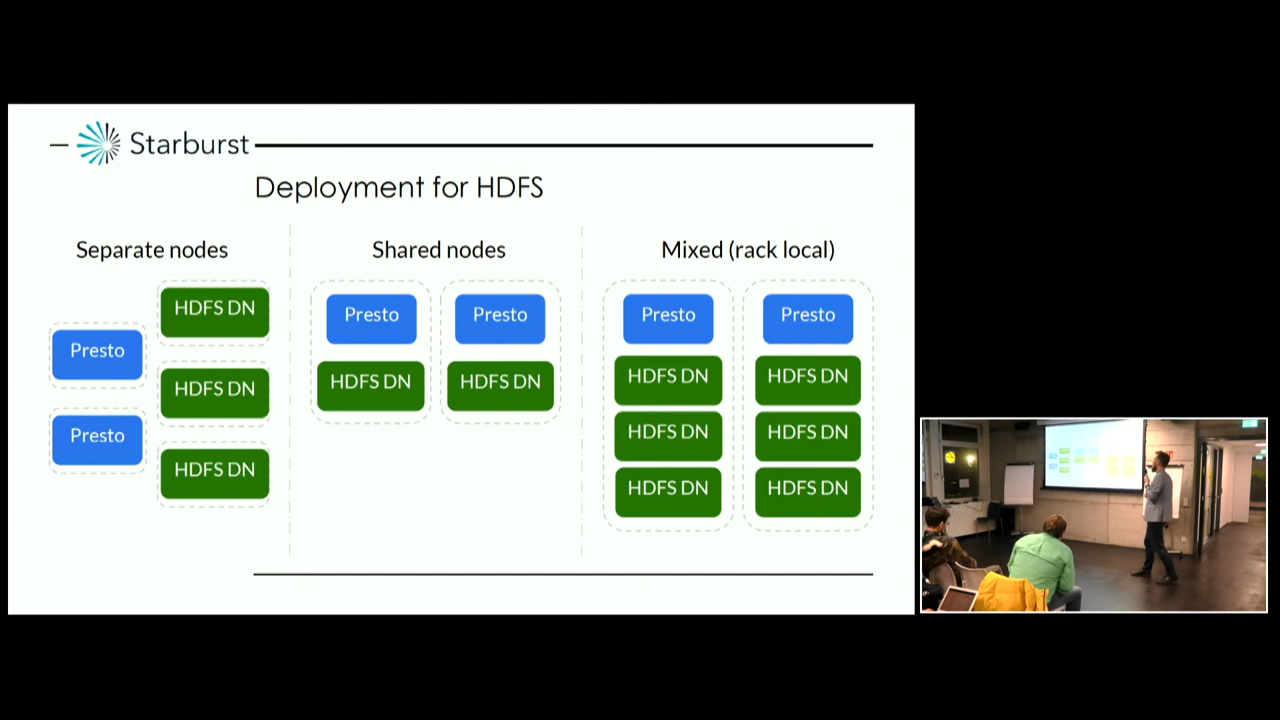 Starburst
Deployment for HDFS
Separate nodes
HDFS DN
Presto
HDFS DN
Presto
HDFS DN
Shared nodes
Presto
Presto
HDFS DN
HDFS DN
Mixed (rack local)
Presto
Presto
HDFS DN
HDFS DN
HDFS DN
HDFS DN
HDFS DN
HDFS DN